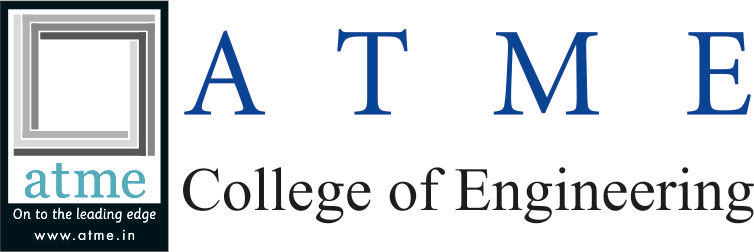 atme
On to the leading edge
www.atme.in
A T M E
College of Engineering